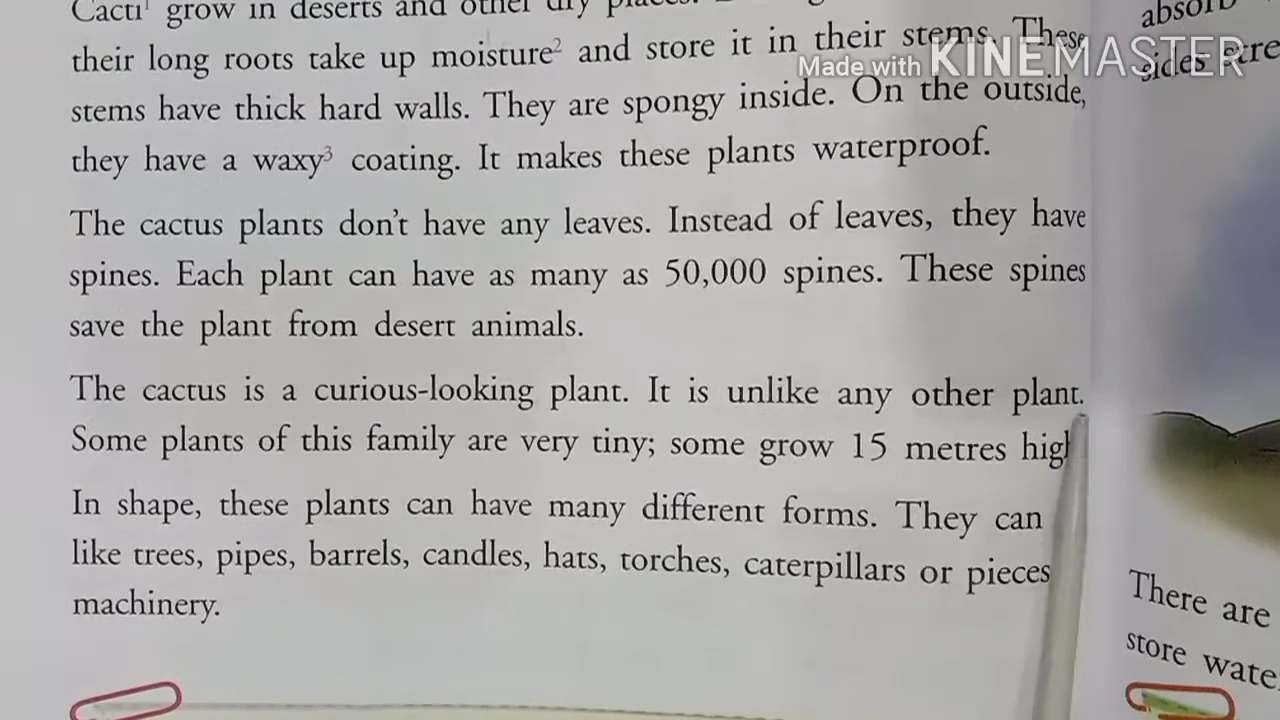 Cacti¹ grow in deserts and other dry
their long roots take up moisture² and store it in their stems. These
stems have thick hard walls. They are spongy inside. On the outside,
they have a waxy³ coating. It makes these plants waterproof.
The cactus plants don't have any leaves. Instead of leaves, they have
spines. Each plant can have as many as 50,000 spines. These spines
save the plant from desert animals.
The cactus is a curious-looking plant. It is unlike any other plant.
Some plants of this family are very tiny; some grow 15 metres high
In shape, these plants can have many different forms. They can
like trees, pipes, barrels, candles, hats, torches, caterpillars or pieces
machinery.
absorb
sides
There are
store wate
Made with KINEMASTER